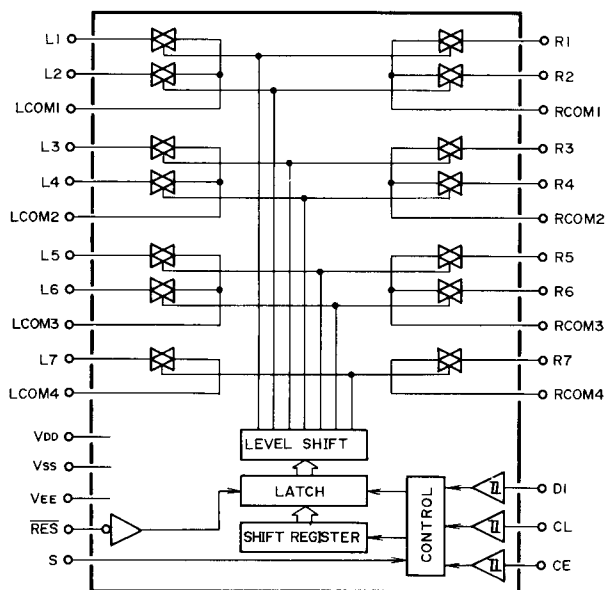 L1 R1
L2 R2
LCOM1 RCOM1
L3 R3
L4 R4
LCOM2 RCOM2
L5 R5
L6 R6
LCOM3 RCOM3
L7 R7
LCOM4 RCOM4
VDD
LEVEL SHIFT
VSS
LATCH
CONTROL
DI
VEE
RES
SHIFT REGISTER
CL
S
CE